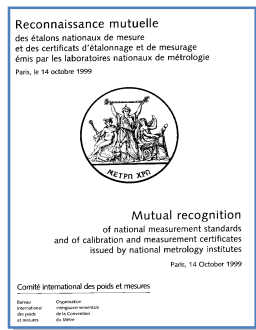 Reconnaissance mutuelle
des étalons nationaux de mesure
et des certificats d'étalonnage et de mesurage
émis par les laboratoires nationaux de métrologie
Paris, le 14 octobre 1999
ΜΕΤΡΩ ΧΡΩ
Mutual recognition
of national measurement standards
and of calibration and measurement certificates
issued by national metrology institutes
Paris, 14 October 1999
Comité international des poids et mesures
Bureau Organisation
international intergouvernementale
des poids de la Convention
et mesures du Mètre